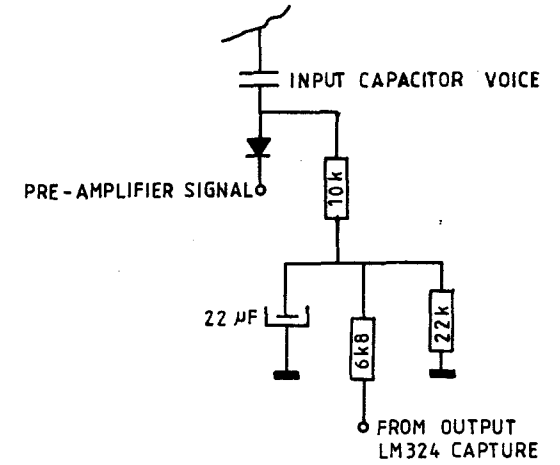 INPUT CAPACITOR VOICE
PRE-AMPLIFIER SIGNAL
10k
22 µF
6k8
22k
FROM OUTPUT
LM324 CAPTURE